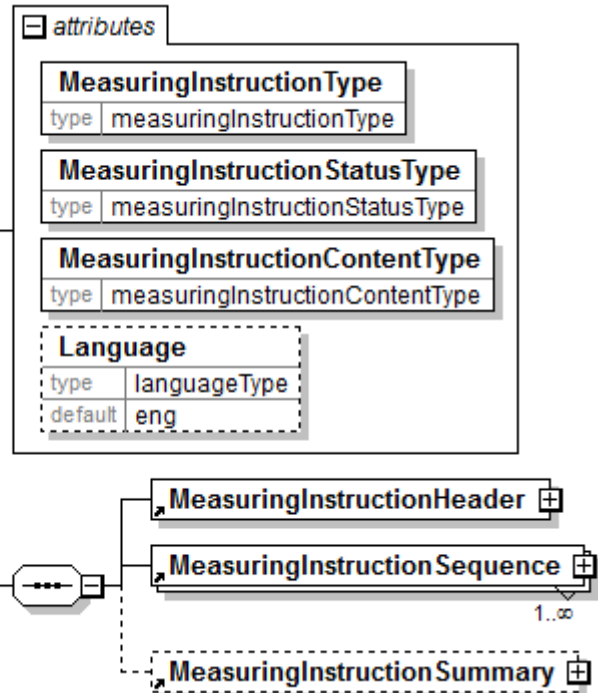 attributes
MeasuringInstructionType
type measuringInstructionType
MeasuringInstructionStatusType
type measuringInstructionStatusType
MeasuringInstructionContentType
type measuringInstructionContentType
Language
type languageType
default eng
MeasuringInstructionHeader
MeasuringInstructionSequence
1..∞
MeasuringInstructionSummary